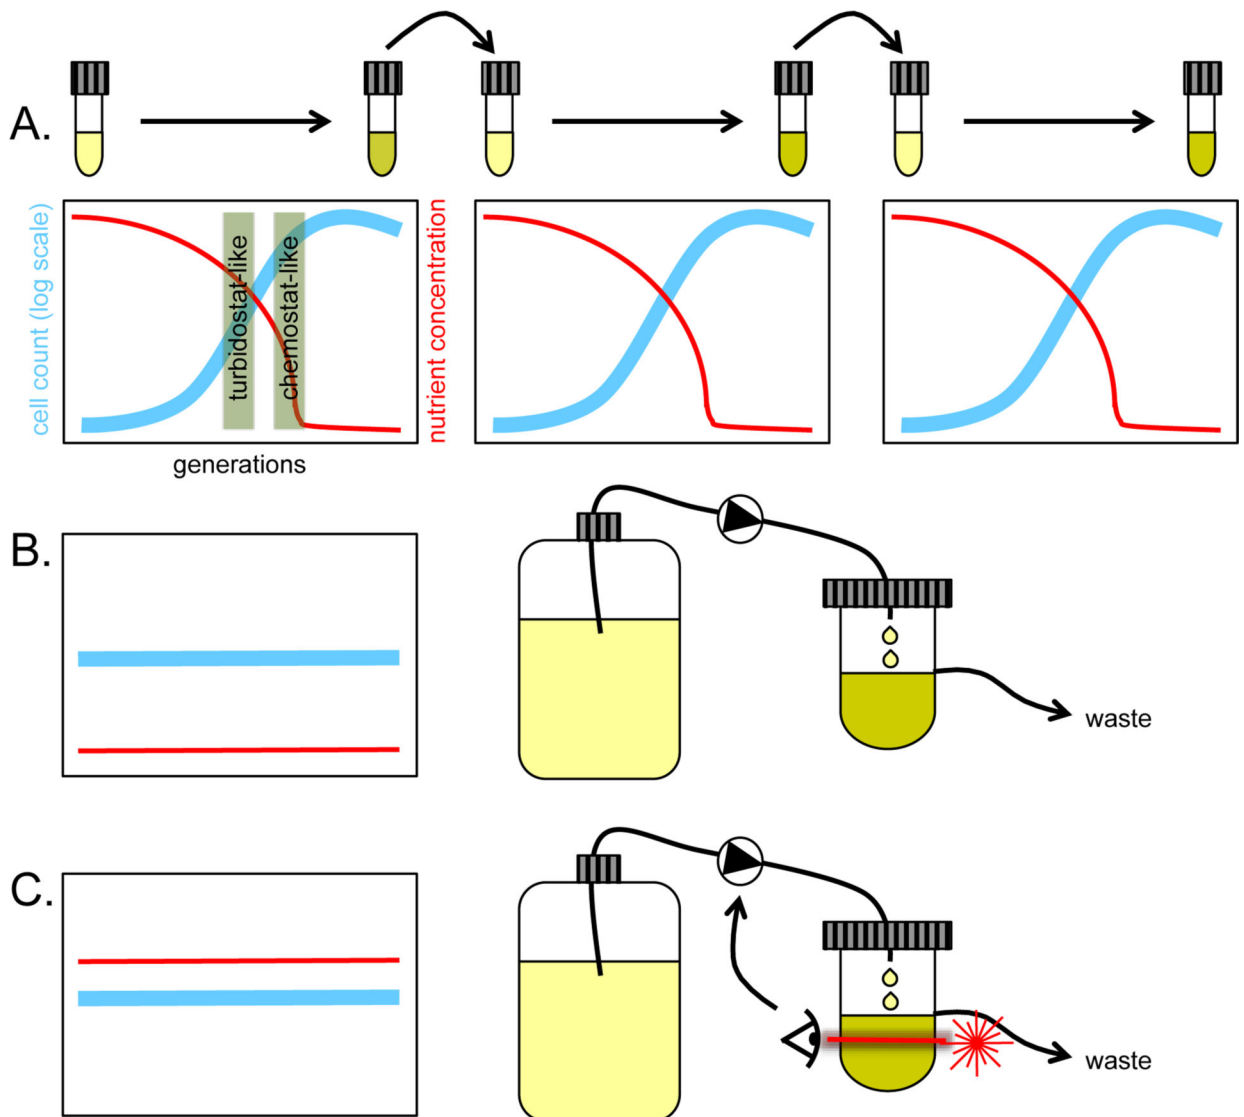 A.
cell count (log scale)
turbidostat-like
chemostat-like
nutrient concentration
generations
B.
waste
C.
waste